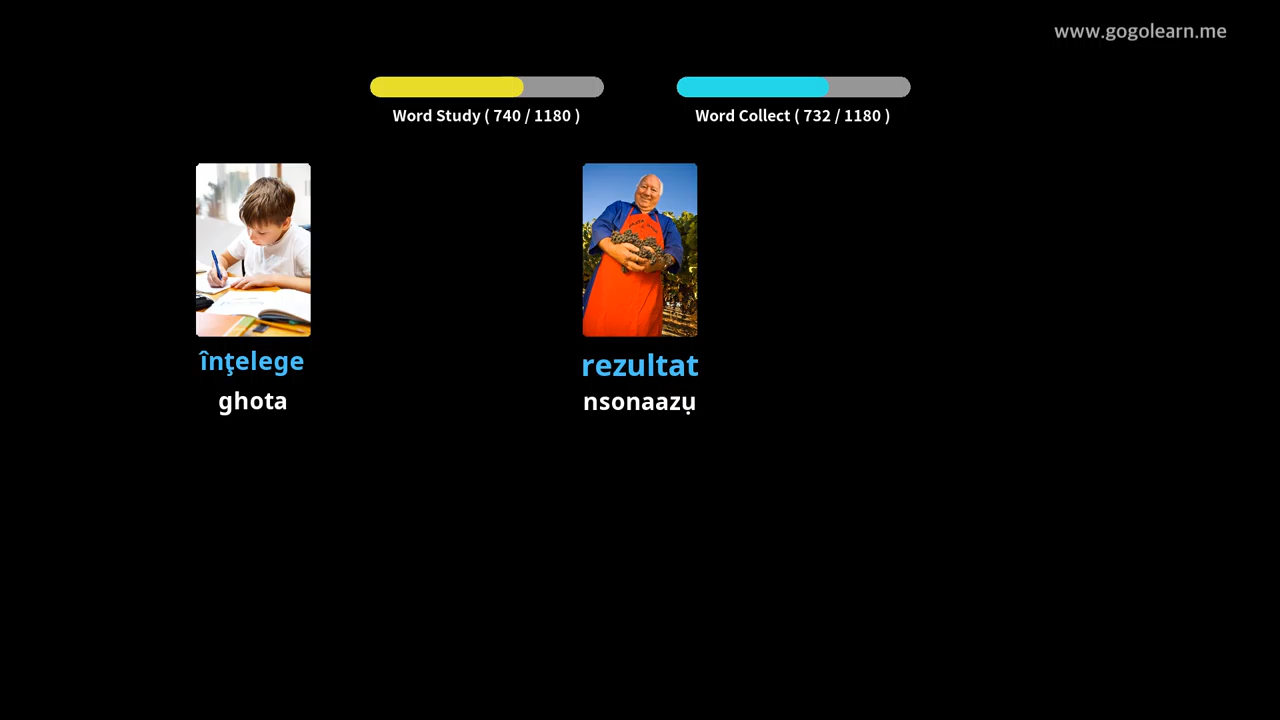 www.gogolearn.me
Word Study ( 740 / 1180 )
Word Collect ( 732 / 1180 )
înţelege
ghota
rezultat
nsonaazụ